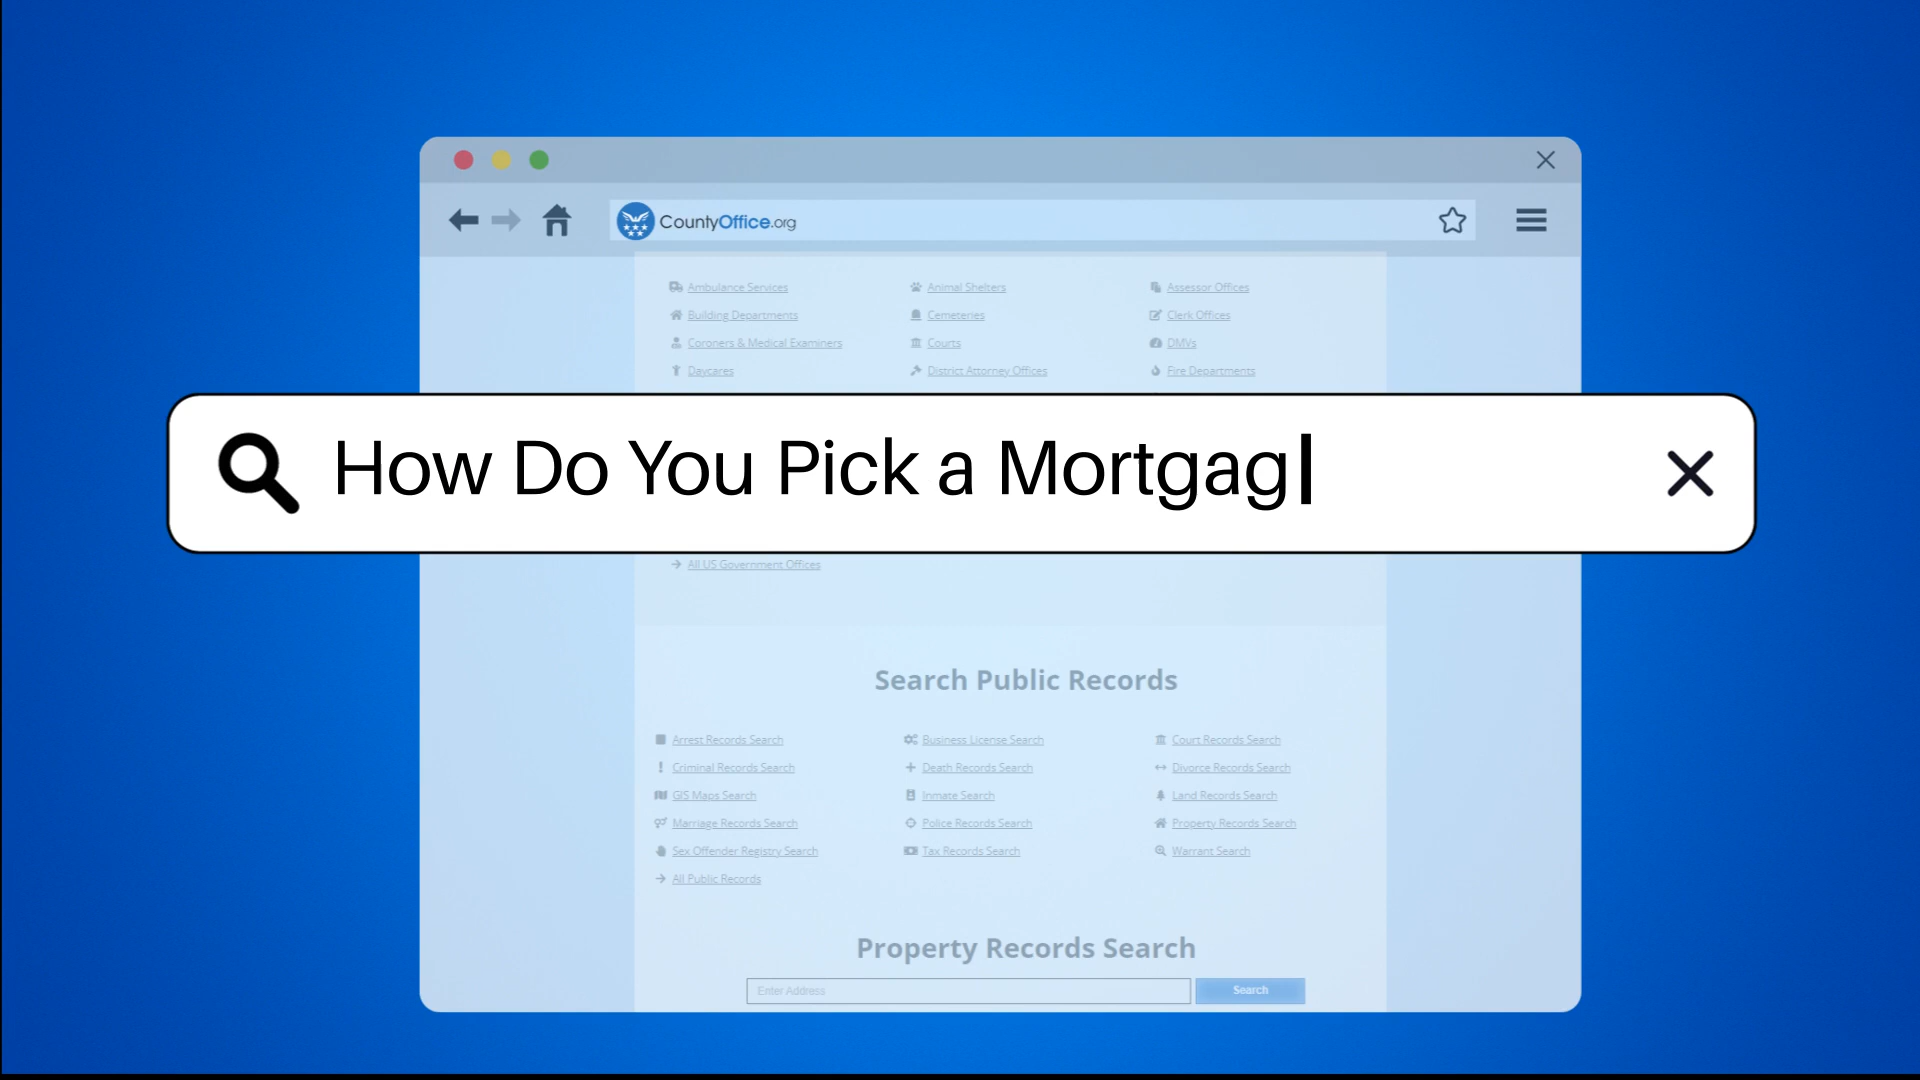 CountyOffice.org
Ambulance Services Animal Shelters Assessor Offices
Building Departments Cemeteries Clerk Offices
Coroners & Medical Examiners Courts DMVs
Daycares District Attorney Offices Fire Departments
How Do You Pick a Mortgag
All US Government Offices
Search Public Records
Arrest Records Search Business License Search Court Records Search
Criminal Records Search Death Records Search Divorce Records Search
GIS Maps Search Inmate Search Land Records Search
Marriage Records Search Police Records Search Property Records Search
Sex Offender Registry Search Tax Records Search Warrant Search
All Public Records
Property Records Search
Enter Address Search